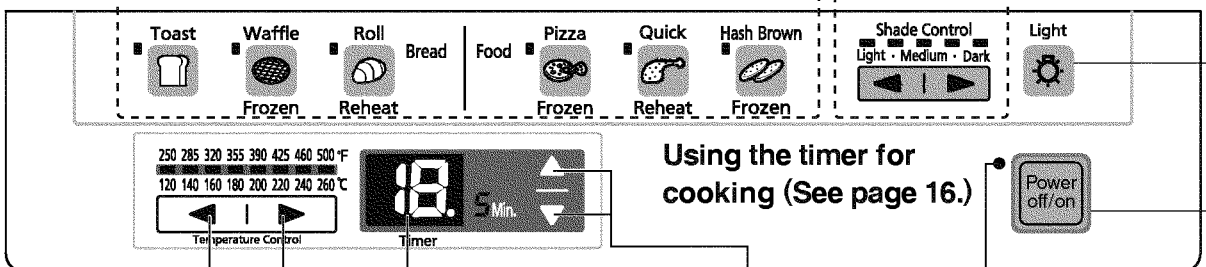 Toast Waffle Roll Bread Food Pizza Quick Hash Brown Shade Control Light
Light · Medium · Dark
Frozen Reheat Frozen Reheat Frozen
250 285 320 355 390 425 460 500 °F
120 140 160 180 200 220 240 260 °C
Temperature Control
18. 5 Min.
Timer
Using the timer for
cooking (See page 16.)
Power
off/on